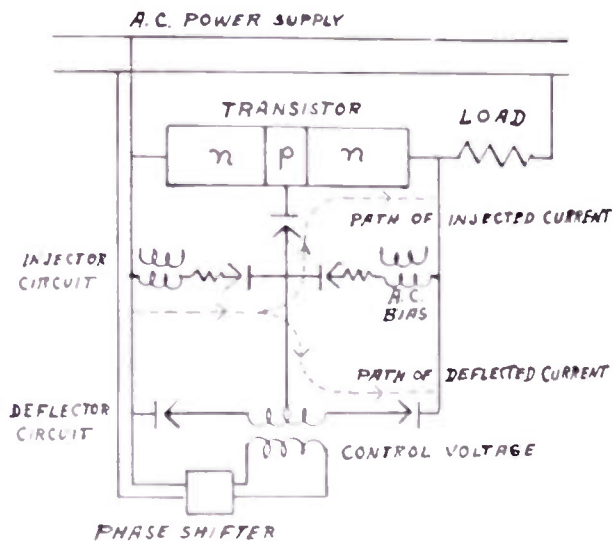 A.C. POWER SUPPLY
TRANSISTOR
LOAD
n p n
PATH OF INJECTED CURRENT
INJECTOR
CIRCUIT
A.C.
BIAS
PATH OF DEFLECTED CURRENT
DEFLECTOR
CIRCUIT
CONTROL VOLTAGE
PHASE SHIFTER